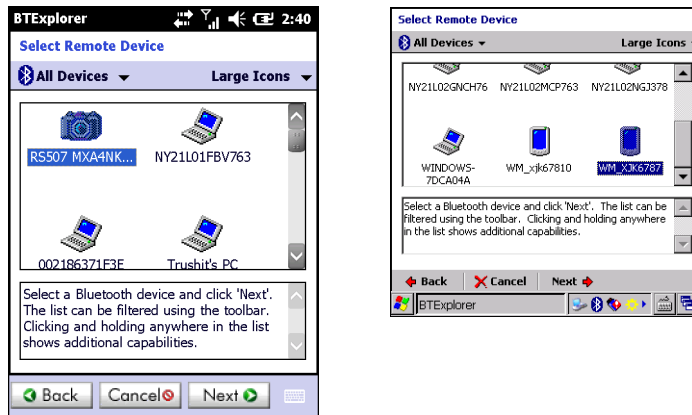 BTExplorer 2:40
Select Remote Device
All Devices Large Icons
RS507 MXA4NK... NY21L01FBV763
002186371F3E Trushit's PC
Select a Bluetooth device and click 'Next'.
The list can be filtered using the toolbar.
Clicking and holding anywhere in the list
shows additional capabilities.
Back Cancel Next
Select Remote Device
All Devices Large Icons
NY21L02GNCH76 NY21L02MCP763 NY21L02NGJ378
WINDOWS-
7DCA04A
WM_xjk67810 WM_XJK6787
Select a Bluetooth device and click 'Next'. The list can be
filtered using the toolbar. Clicking and holding anywhere
in the list shows additional capabilities.
Back Cancel Next
BTExplorer